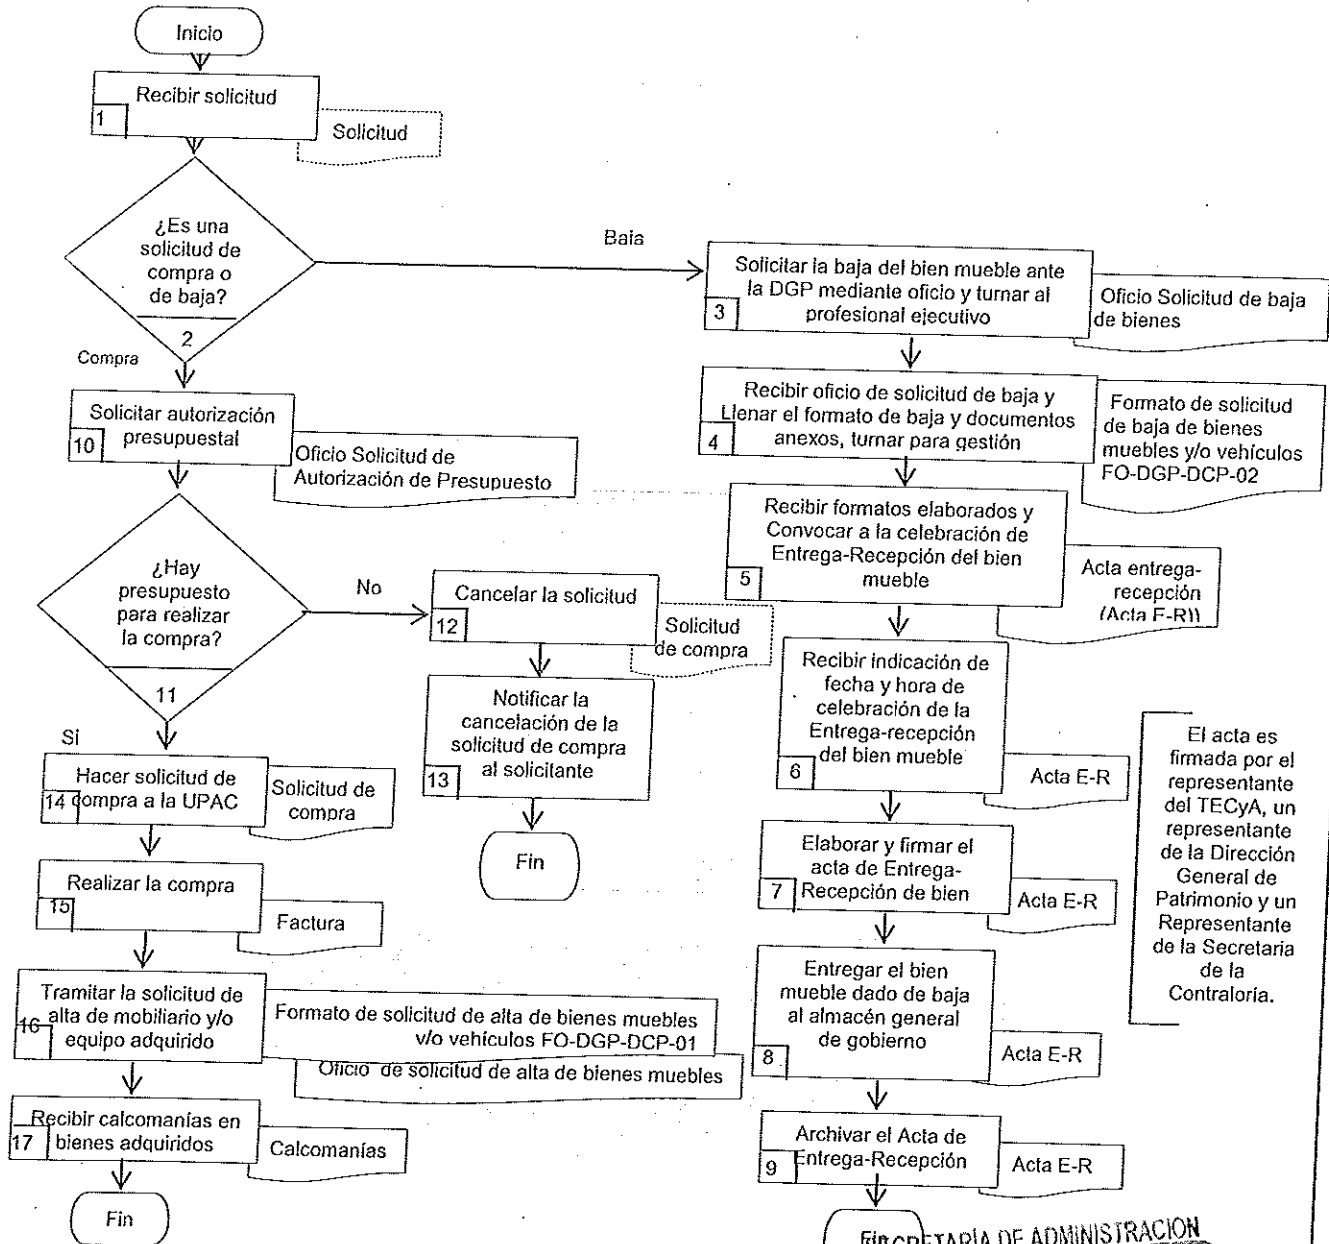 Inicio
Recibir solicitud
1
Solicitud
¿Es una
solicitud de
compra o
de baja?
2
Baja
Compra
Solicitar la baja del bien mueble ante
la DGP mediante oficio y turnar al
profesional ejecutivo
3
Oficio Solicitud de baja
de bienes
Recibir oficio de solicitud de baja y
Llenar el formato de baja y documentos
anexos, turnar para gestión
4
Formato de solicitud
de baja de bienes
muebles y/o vehículos
FO-DGP-DCP-02
Recibir formatos elaborados y
Convocar a la celebración de
Entrega-Recepción del bien
mueble
5
Acta entrega-
recepción
(Acta E-R))
Recibir indicación de
fecha y hora de
celebración de la
Entrega-recepción
del bien mueble
6
Acta E-R
Elaborar y firmar el
acta de Entrega-
Recepción de bien
7
Acta E-R
Entregar el bien
mueble dado de baja
al almacén general
de gobierno
8
Acta E-R
Archivar el Acta de
Entrega-Recepción
9
Acta E-R
Fin
El acta es
firmada por el
representante
del TECyA, un
representante
de la Dirección
General de
Patrimonio y un
Representante
de la Secretaria
de la
Contraloría.
Solicitar autorización
presupuestal
10
Oficio Solicitud de
Autorización de Presupuesto
¿Hay
presupuesto
para realizar
la compra?
11
No
Cancelar la solicitud
12
Solicitud
de compra
Notificar la
cancelación de la
solicitud de compra
al solicitante
13
Fin
Si
Hacer solicitud de
compra a la UPAC
14
Solicitud de
compra
Realizar la compra
15
Factura
Tramitar la solicitud de
alta de mobiliario y/o
equipo adquirido
16
Formato de solicitud de alta de bienes muebles
y/o vehículos FO-DGP-DCP-01
Oficio de solicitud de alta de bienes muebles
Recibir calcomanías en
bienes adquiridos
17
Calcomanías
Fin
CRETARÍA DE ADMINISTRACION